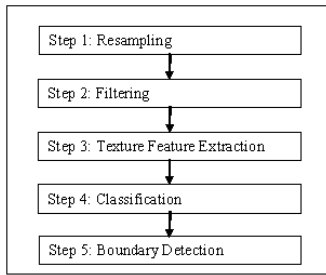 Step 1: Resampling
Step 2: Filtering
Step 3: Texture Feature Extraction
Step 4: Classification
Step 5: Boundary Detection